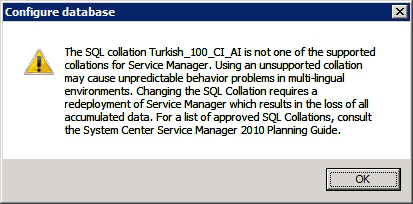 Configure database
The SQL collation Turkish_100_CI_AI is not one of the supported
collations for Service Manager. Using an unsupported collation
may cause unpredictable behavior problems in multi-lingual
environments. Changing the SQL Collation requires a
redeployment of Service Manager which results in the loss of all
accumulated data. For a list of approved SQL Collations, consult
the System Center Service Manager 2010 Planning Guide.
OK